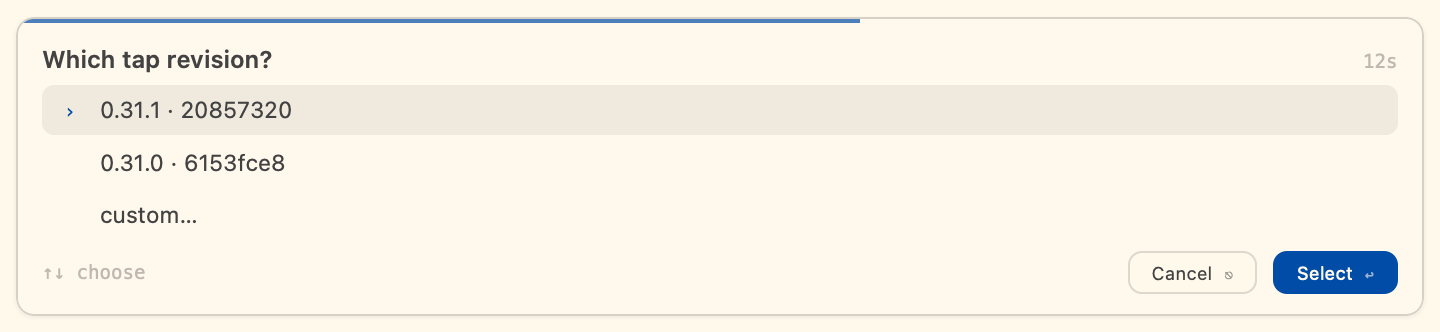 Which tap revision?
12s
› 0.31.1 · 20857320
0.31.0 · 6153fce8
custom...
↑↓ choose
Cancel ⎋
Select ↩